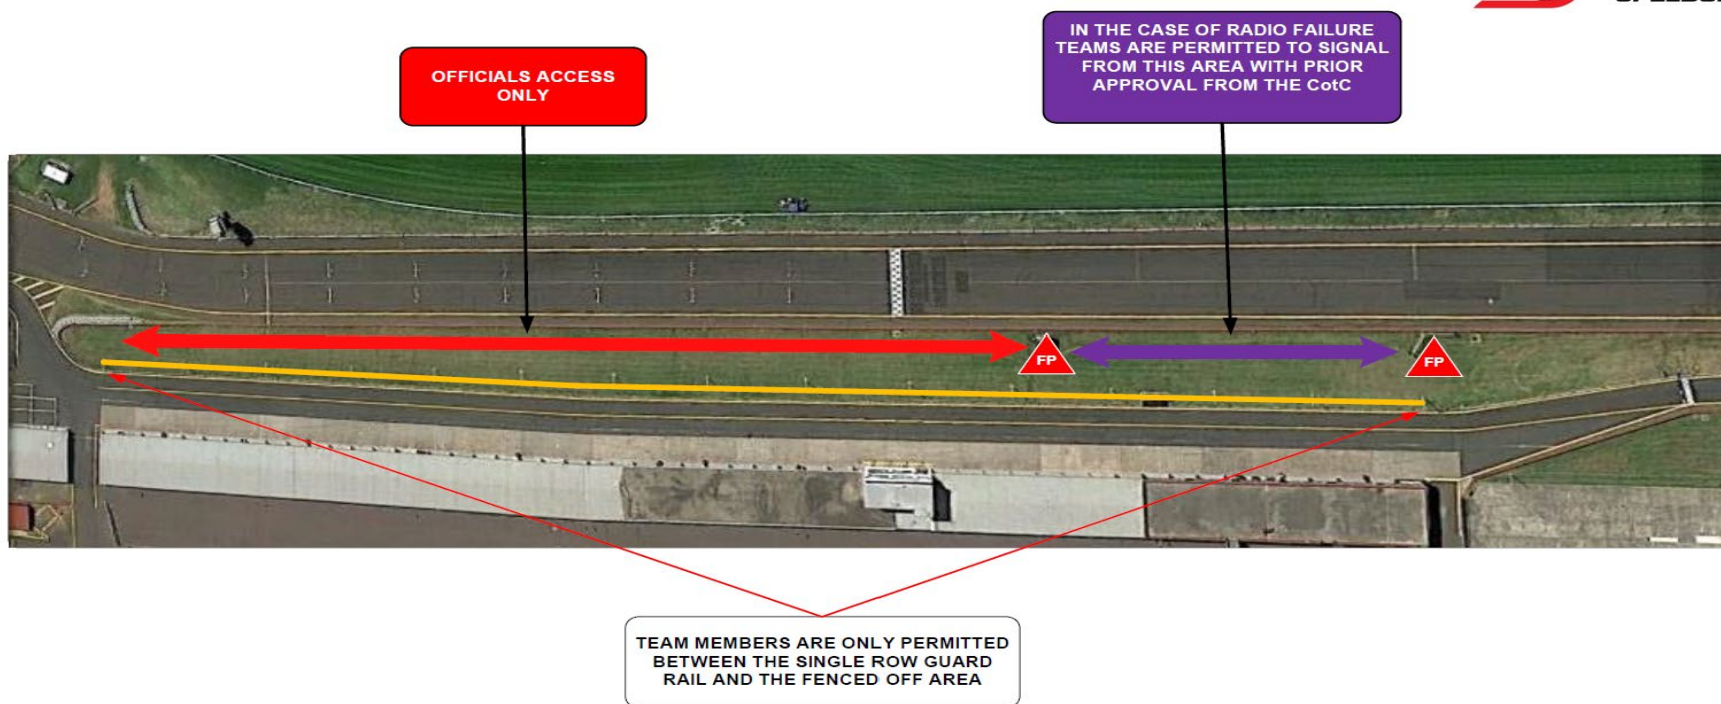 IN THE CASE OF RADIO FAILURE
TEAMS ARE PERMITTED TO SIGNAL
FROM THIS AREA WITH PRIOR
APPROVAL FROM THE CotC
OFFICIALS ACCESS
ONLY
FP
FP
TEAM MEMBERS ARE ONLY PERMITTED
BETWEEN THE SINGLE ROW GUARD
RAIL AND THE FENCED OFF AREA